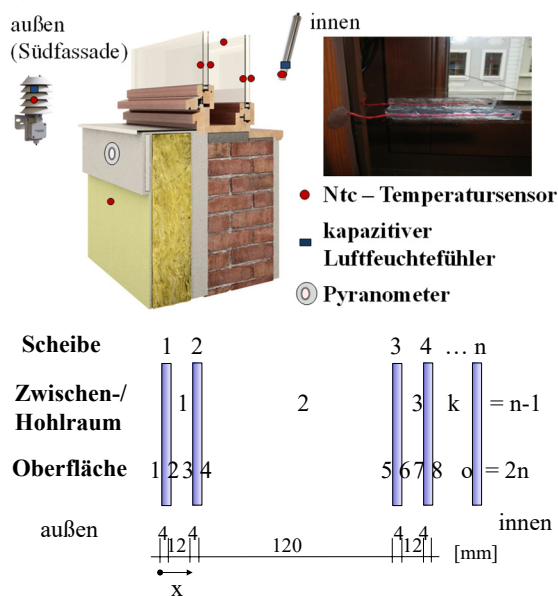 außen
(Südfassade)
innen
Ntc – Temperatursensor
kapazitiver
Luftfeuchtefühler
Pyranometer
Scheibe 1 2 3 4 … n
Zwischen-/
Hohlraum 1 2 3 k = n-1
Oberfläche 1 2 3 4 5 6 7 8 o = 2n
außen innen
4 4 4 4
12 120 12 [mm]
x